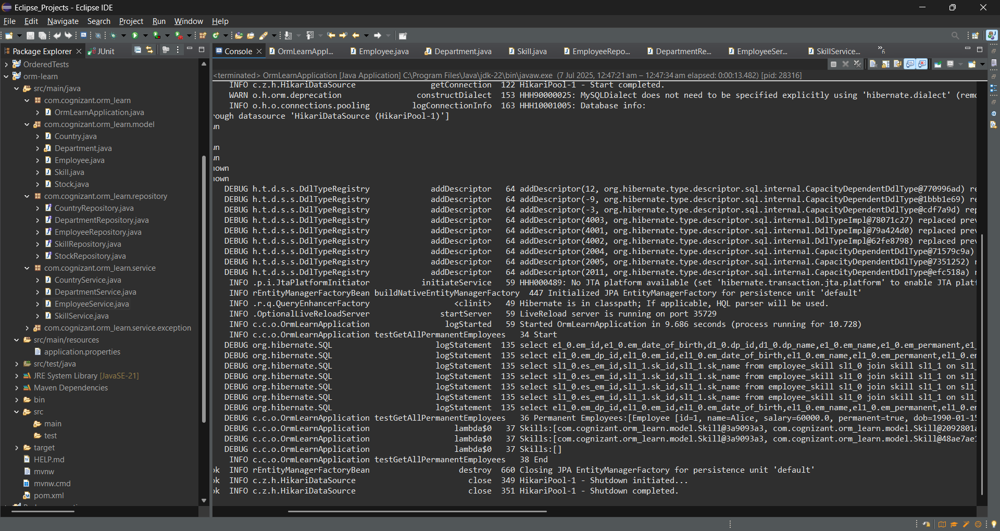 Eclipse_Projects - Eclipse IDE
File Edit Navigate Search Project Run Window Help
Package Explorer JUnit
Console OrmLearnAppl... Employee.java Department.java Skill.java EmployeeRepo... DepartmentRe... EmployeeSer... SkillService... »6
<terminated> OrmLearnApplication [Java Application] C:\Program Files\Java\jdk-22\bin\javaw.exe (7 Jul 2025, 12:47:21 am – 12:47:34 am elapsed: 0:00:13.482) [pid: 28316]
OrderedTests
orm-learn
src/main/java
com.cognizant.orm_learn
OrmLearnApplication.java
com.cognizant.orm_learn.model
Country.java
Department.java
Employee.java
Skill.java
Stock.java
com.cognizant.orm_learn.repository
CountryRepository.java
DepartmentRepository.java
EmployeeRepository.java
SkillRepository.java
StockRepository.java
com.cognizant.orm_learn.service
CountryService.java
DepartmentService.java
EmployeeService.java
SkillService.java
com.cognizant.orm_learn.service.exception
src/main/resources
application.properties
src/test/java
JRE System Library [JavaSE-21]
Maven Dependencies
bin
src
main
test
target
HELP.md
mvnw
mvnw.cmd
pom.xml
INFO c.z.h.HikariDataSource getConnection 122 HikariPool-1 - Start completed.
WARN o.h.orm.deprecation constructDialect 153 HHH90000025: MySQLDialect does not need to be specified explicitly using 'hibernate.dialect' (remo
INFO o.h.o.connections.pooling logConnectionInfo 163 HHH10001005: Database info:
rough datasource 'HikariDataSource (HikariPool-1)']
wn
wn
wn
nown
nown
DEBUG h.t.d.s.s.DdlTypeRegistry addDescriptor 64 addDescriptor(12, org.hibernate.type.descriptor.sql.internal.CapacityDependentDdlType@770996ad) re
DEBUG h.t.d.s.s.DdlTypeRegistry addDescriptor 64 addDescriptor(-9, org.hibernate.type.descriptor.sql.internal.CapacityDependentDdlType@1bbb1e69) re
DEBUG h.t.d.s.s.DdlTypeRegistry addDescriptor 64 addDescriptor(-3, org.hibernate.type.descriptor.sql.internal.CapacityDependentDdlType@cdf7a9d) rep
DEBUG h.t.d.s.s.DdlTypeRegistry addDescriptor 64 addDescriptor(4003, org.hibernate.type.descriptor.sql.internal.DdlTypeImpl@78071c27) replaced prev
DEBUG h.t.d.s.s.DdlTypeRegistry addDescriptor 64 addDescriptor(4001, org.hibernate.type.descriptor.sql.internal.DdlTypeImpl@79a424d0) replaced prev
DEBUG h.t.d.s.s.DdlTypeRegistry addDescriptor 64 addDescriptor(4002, org.hibernate.type.descriptor.sql.internal.DdlTypeImpl@62fe8798) replaced prev
DEBUG h.t.d.s.s.DdlTypeRegistry addDescriptor 64 addDescriptor(2004, org.hibernate.type.descriptor.sql.internal.CapacityDependentDdlType@71579c9a)
DEBUG h.t.d.s.s.DdlTypeRegistry addDescriptor 64 addDescriptor(2005, org.hibernate.type.descriptor.sql.internal.CapacityDependentDdlType@7351252) r
DEBUG h.t.d.s.s.DdlTypeRegistry addDescriptor 64 addDescriptor(2011, org.hibernate.type.descriptor.sql.internal.CapacityDependentDdlType@efc518a) r
INFO .p.i.JtaPlatformInitiator initiateService 59 HHH000489: No JTA platform available (set 'hibernate.transaction.jta.platform' to enable JTA platf
INFO rEntityManagerFactoryBean buildNativeEntityManagerFactory 447 Initialized JPA EntityManagerFactory for persistence unit 'default'
INFO .r.q.QueryEnhancerFactory <clinit> 49 Hibernate is in classpath; If applicable, HQL parser will be used.
INFO .OptionalLiveReloadServer startServer 59 LiveReload server is running on port 35729
INFO c.c.o.OrmLearnApplication logStarted 59 Started OrmLearnApplication in 9.686 seconds (process running for 10.728)
INFO c.c.o.OrmLearnApplication testGetAllPermanentEmployees 34 Start
DEBUG org.hibernate.SQL logStatement 135 select e1_0.em_id,e1_0.em_date_of_birth,d1_0.dp_id,d1_0.dp_name,e1_0.em_name,e1_0.em_permanent,e1_
DEBUG org.hibernate.SQL logStatement 135 select el1_0.em_dp_id,el1_0.em_id,el1_0.em_date_of_birth,el1_0.em_name,el1_0.em_permanent,el1_0.em
DEBUG org.hibernate.SQL logStatement 135 select sl1_0.es_em_id,sl1_1.sk_id,sl1_1.sk_name from employee_skill sl1_0 join skill sl1_1 on sl1_
DEBUG org.hibernate.SQL logStatement 135 select sl1_0.es_em_id,sl1_1.sk_id,sl1_1.sk_name from employee_skill sl1_0 join skill sl1_1 on sl1_
DEBUG org.hibernate.SQL logStatement 135 select sl1_0.es_em_id,sl1_1.sk_id,sl1_1.sk_name from employee_skill sl1_0 join skill sl1_1 on sl1_
DEBUG org.hibernate.SQL logStatement 135 select sl1_0.es_em_id,sl1_1.sk_id,sl1_1.sk_name from employee_skill sl1_0 join skill sl1_1 on sl1_
DEBUG org.hibernate.SQL logStatement 135 select el1_0.em_dp_id,el1_0.em_id,el1_0.em_date_of_birth,el1_0.em_name,el1_0.em_permanent,el1_0.em
DEBUG c.c.o.OrmLearnApplication testGetAllPermanentEmployees 36 Permanent Employees:[Employee [id=1, name=Alice, salary=60000.0, permanent=true, dob=1990-01-15
DEBUG c.c.o.OrmLearnApplication lambda$0 37 Skills:[com.cognizant.orm_learn.model.Skill@3a9093a3, com.cognizant.orm_learn.model.Skill@2092801a
DEBUG c.c.o.OrmLearnApplication lambda$0 37 Skills:[com.cognizant.orm_learn.model.Skill@3a9093a3, com.cognizant.orm_learn.model.Skill@48ae7ae1
DEBUG c.c.o.OrmLearnApplication lambda$0 37 Skills:[]
INFO c.c.o.OrmLearnApplication testGetAllPermanentEmployees 38 End
ok INFO rEntityManagerFactoryBean destroy 660 Closing JPA EntityManagerFactory for persistence unit 'default'
ok INFO c.z.h.HikariDataSource close 349 HikariPool-1 - Shutdown initiated...
ok INFO c.z.h.HikariDataSource close 351 HikariPool-1 - Shutdown completed.